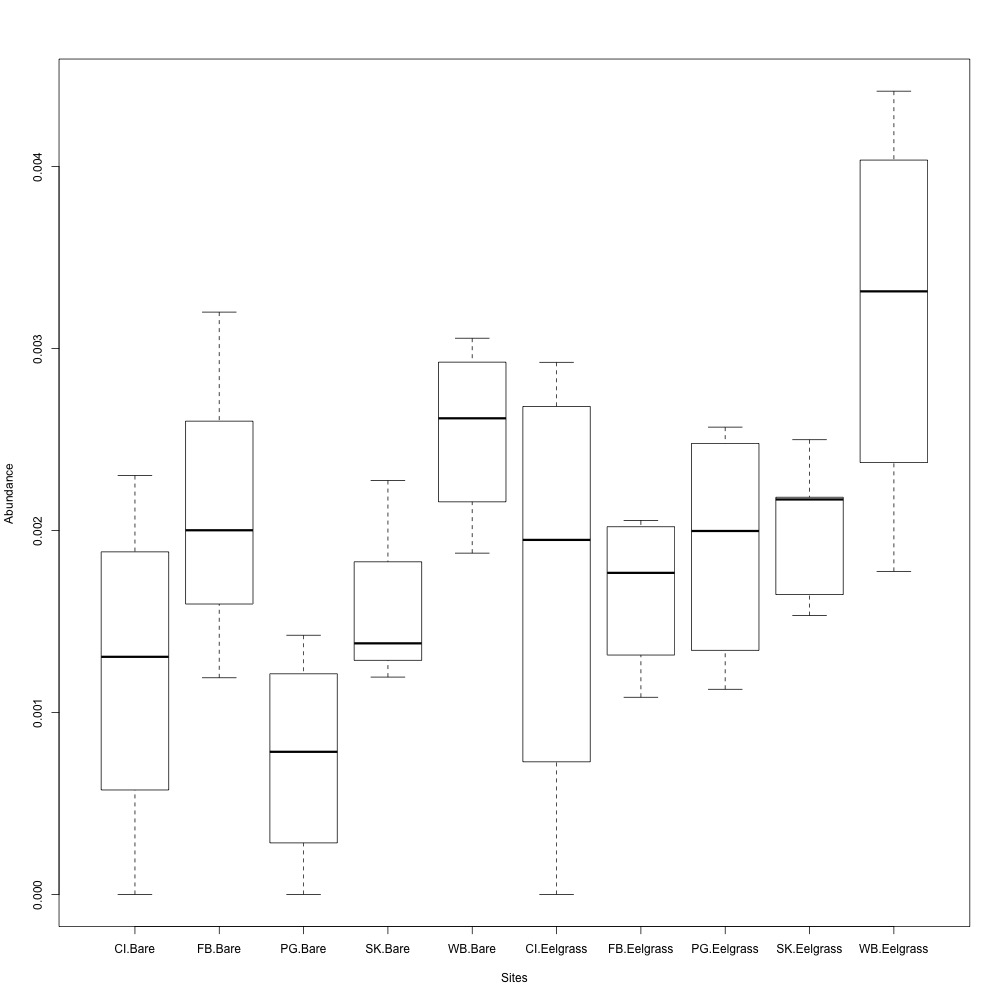 Abundance
0.004
0.003
0.002
0.001
0.000
CI.Bare FB.Bare PG.Bare SK.Bare WB.Bare CI.Eelgrass FB.Eelgrass PG.Eelgrass SK.Eelgrass WB.Eelgrass
Sites